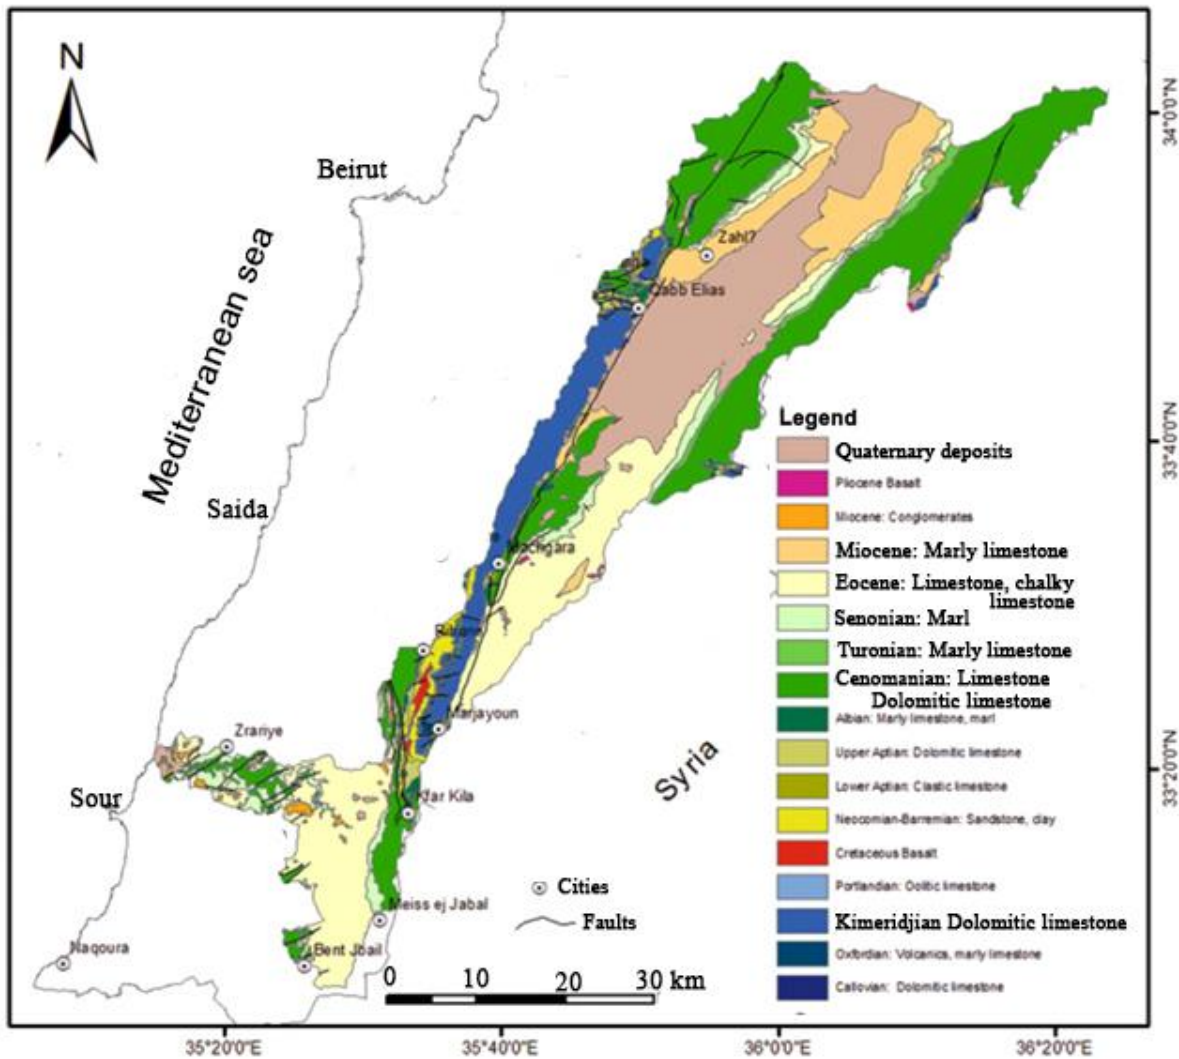 N
Beirut
Mediterranean sea
Saida
Sour
Syria
Zahl?
Qabb Elias
Machgara
Marjayoun
Zrariye
Kfar Kila
Meiss ej Jabal
Bent Jbail
Naqoura
Legend
Quaternary deposits
Pliocene Basalt
Miocene: Conglomerates
Miocene: Marly limestone
Eocene: Limestone, chalky
limestone
Senonian: Marl
Turonian: Marly limestone
Cenomanian: Limestone
Dolomitic limestone
Albian: Marly limestone, marl
Upper Aptian: Dolomitic limestone
Lower Aptian: Clastic limestone
Neocomian-Barremian: Sandstone, clay
Cretaceous Basalt
Portlandian: Oolitic limestone
Kimeridjian Dolomitic limestone
Oxfordian: Volcanics, marly limestone
Callovian: Dolomitic limestone
Cities
Faults
0 10 20 30 km
34°0'0"N
33°40'0"N
33°20'0"N
35°20'0"E
35°40'0"E
36°0'0"E
36°20'0"E